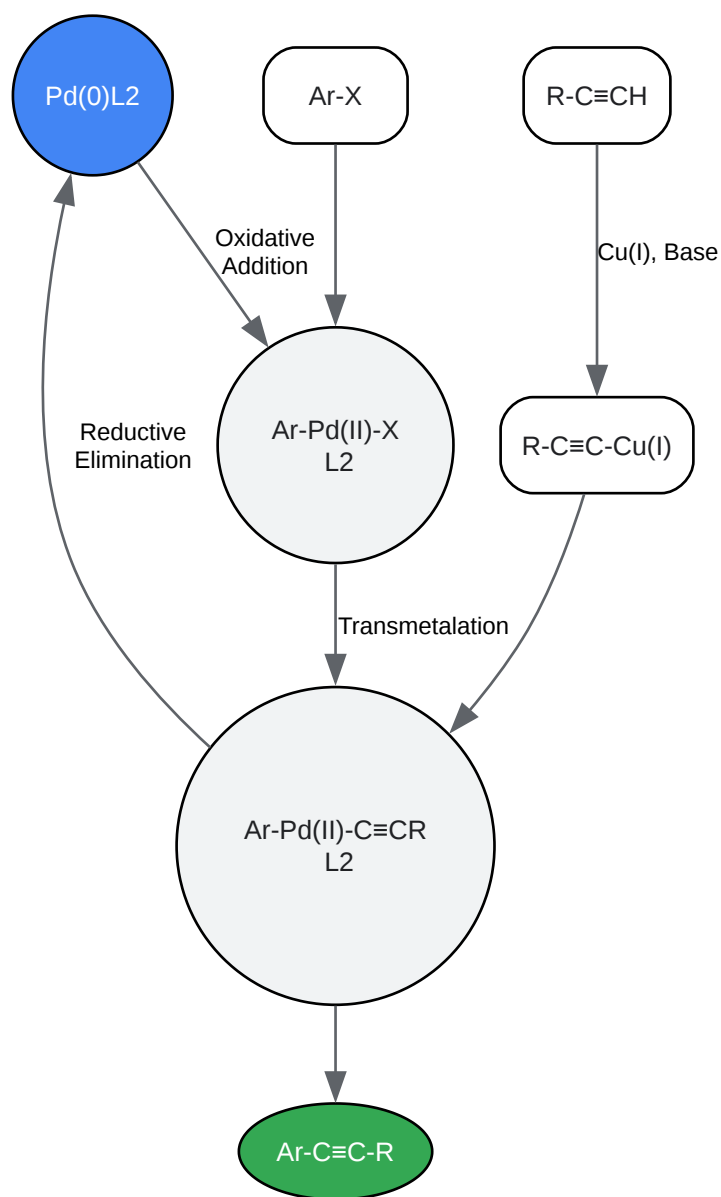 Pd(0)L2
Ar-X
R-C≡CH
Oxidative
Addition
Cu(I), Base
Reductive
Elimination
Ar-Pd(II)-X
L2
R-C≡C-Cu(I)
Transmetalation
Ar-Pd(II)-C≡CR
L2
Ar-C≡C-R